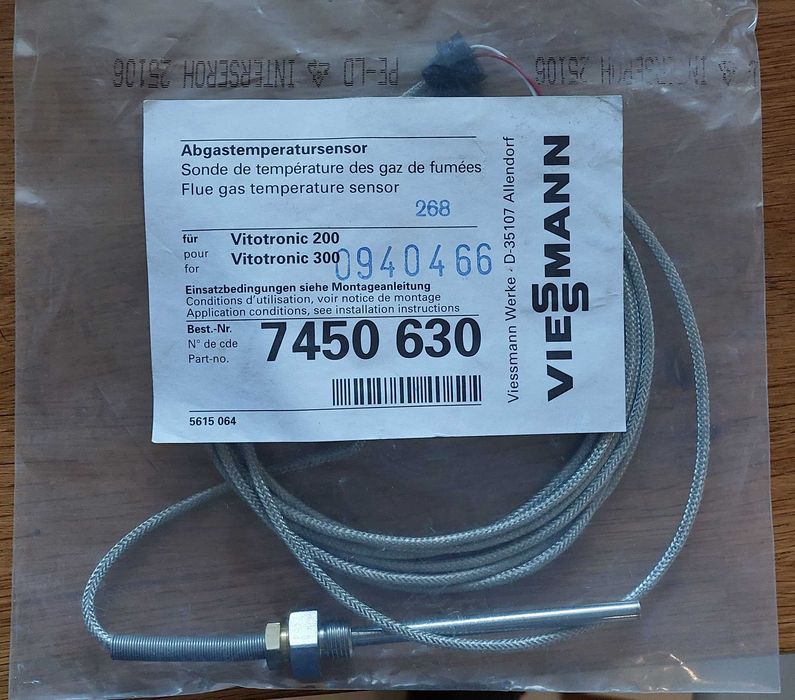 PE-LD INTERSEROH 25106
INTERSEROH 25106
Abgastemperatursensor
Sonde de température des gaz de fumées
Flue gas temperature sensor
268
für Vitotronic 200
pour Vitotronic 300
for
0940466
Einsatzbedingungen siehe Montageanleitung
Conditions d'utilisation, voir notice de montage
Application conditions, see installation instructions
Best.-Nr.
N° de cde
Part-no.
7450 630
5615 064
Viessmann Werke · D-35107 Allendorf
VIESSMANN